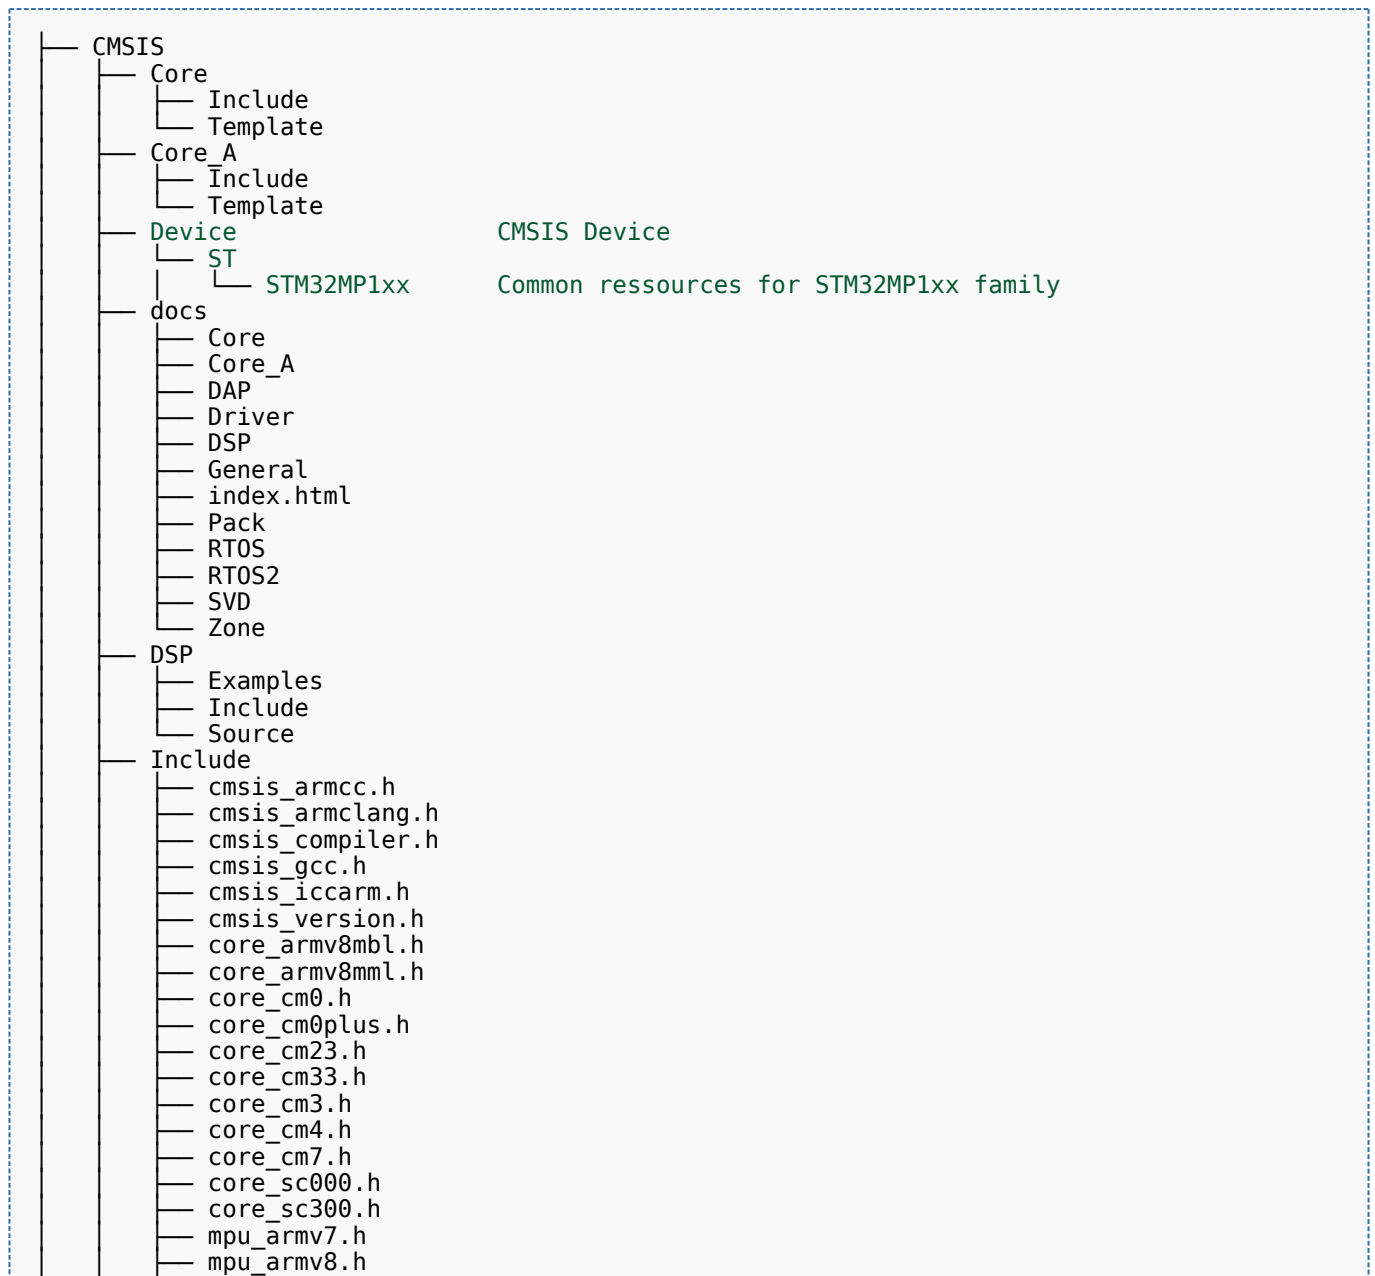 ├── CMSIS
│   ├── Core
│   │   ├── Include
│   │   └── Template
│   ├── Core_A
│   │   ├── Include
│   │   └── Template
│   ├── Device                  CMSIS Device
│   │   └── ST
│   │   │   └── STM32MP1xx      Common ressources for STM32MP1xx family
│   ├── docs
│   │   ├── Core
│   │   ├── Core_A
│   │   ├── DAP
│   │   ├── Driver
│   │   ├── DSP
│   │   ├── General
│   │   ├── index.html
│   │   ├── Pack
│   │   ├── RTOS
│   │   ├── RTOS2
│   │   ├── SVD
│   │   └── Zone
│   ├── DSP
│   │   ├── Examples
│   │   ├── Include
│   │   └── Source
│   ├── Include
│   │   ├── cmsis_armcc.h
│   │   ├── cmsis_armclang.h
│   │   ├── cmsis_compiler.h
│   │   ├── cmsis_gcc.h
│   │   ├── cmsis_iccarm.h
│   │   ├── cmsis_version.h
│   │   ├── core_armv8mbl.h
│   │   ├── core_armv8mml.h
│   │   ├── core_cm0.h
│   │   ├── core_cm0plus.h
│   │   ├── core_cm23.h
│   │   ├── core_cm33.h
│   │   ├── core_cm3.h
│   │   ├── core_cm4.h
│   │   ├── core_cm7.h
│   │   ├── core_sc000.h
│   │   ├── core_sc300.h
│   │   ├── mpu_armv7.h
│   │   ├── mpu_armv8.h